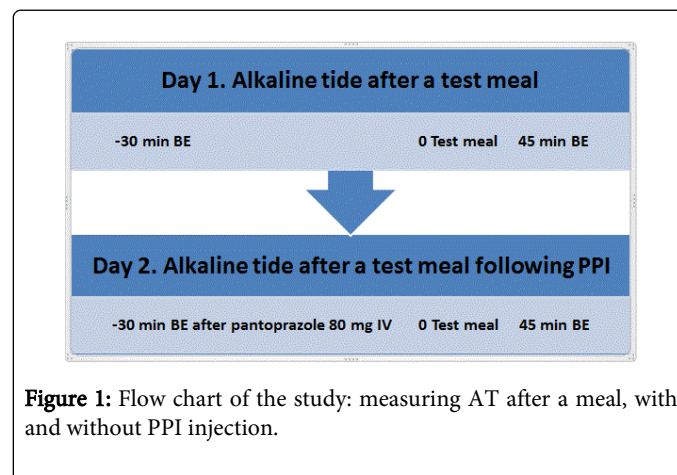 Day 1. Alkaline tide after a test meal
-30 min BE 0 Test meal 45 min BE
Day 2. Alkaline tide after a test meal following PPI
-30 min BE after pantoprazole 80 mg IV 0 Test meal 45 min BE
Figure 1: Flow chart of the study: measuring AT after a meal, with
and without PPI injection.